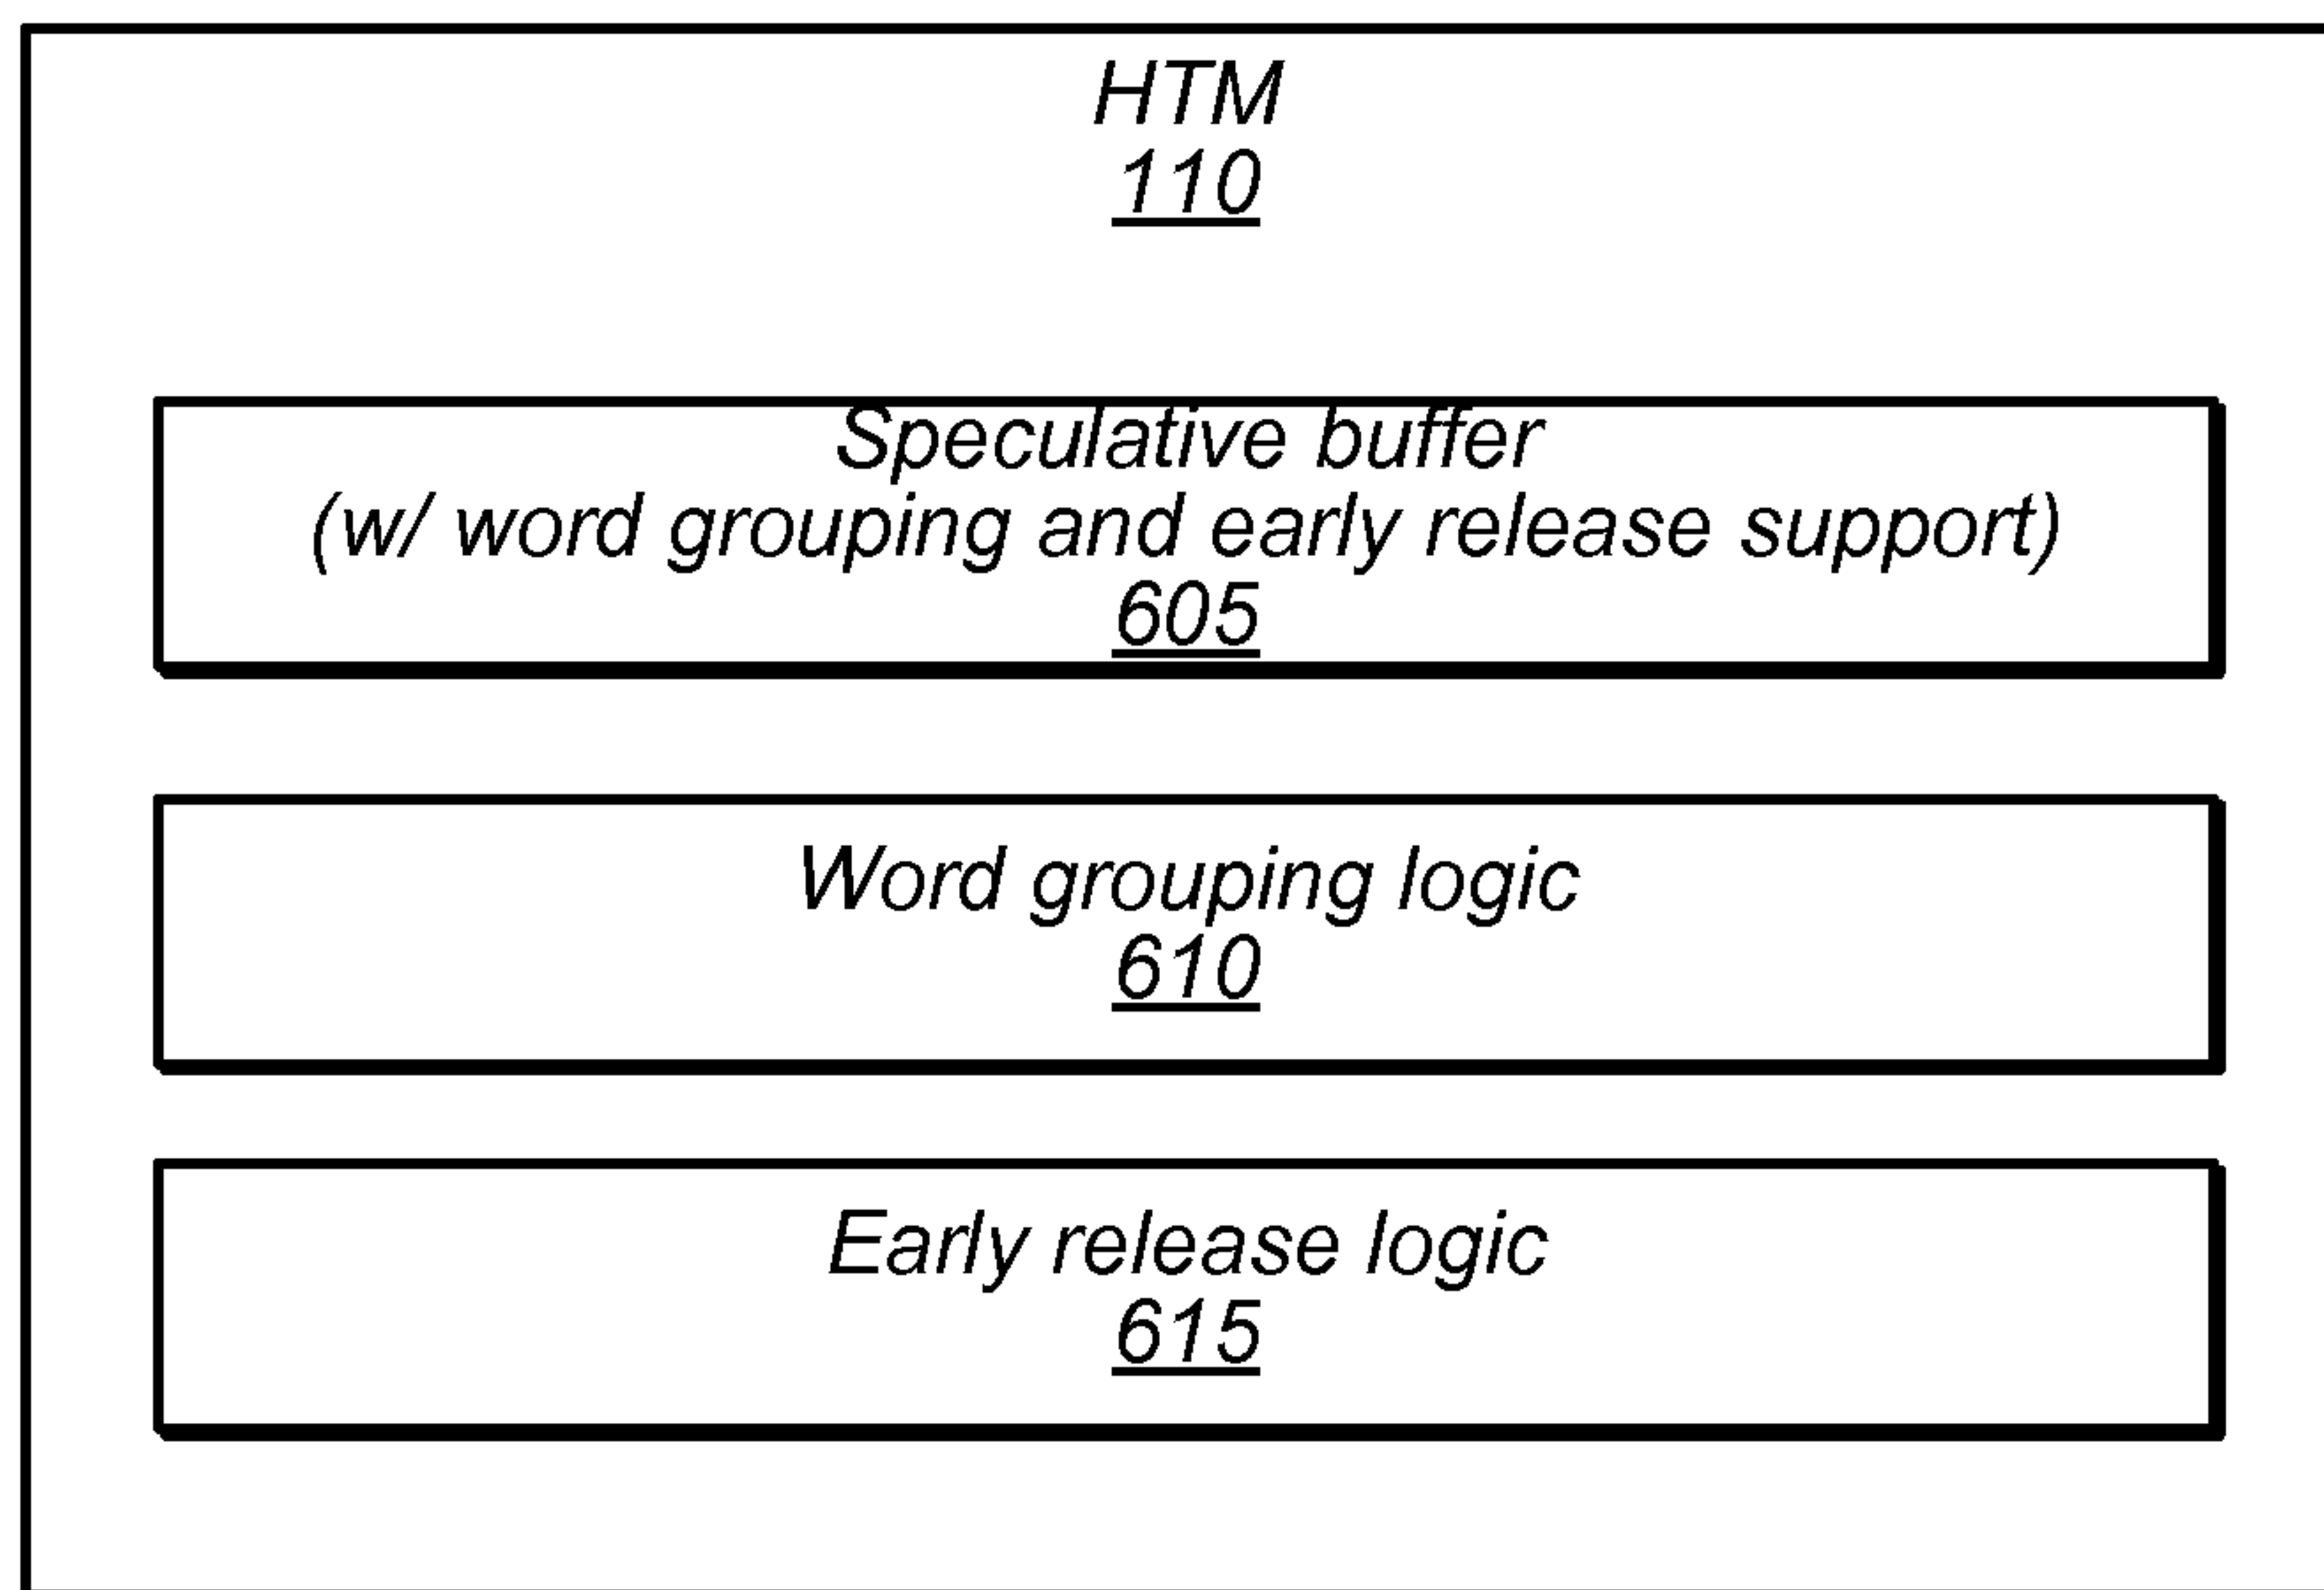 HTM
110
Speculative buffer
(w/ word grouping and early release support)
605
Word grouping logic
610
Early release logic
615